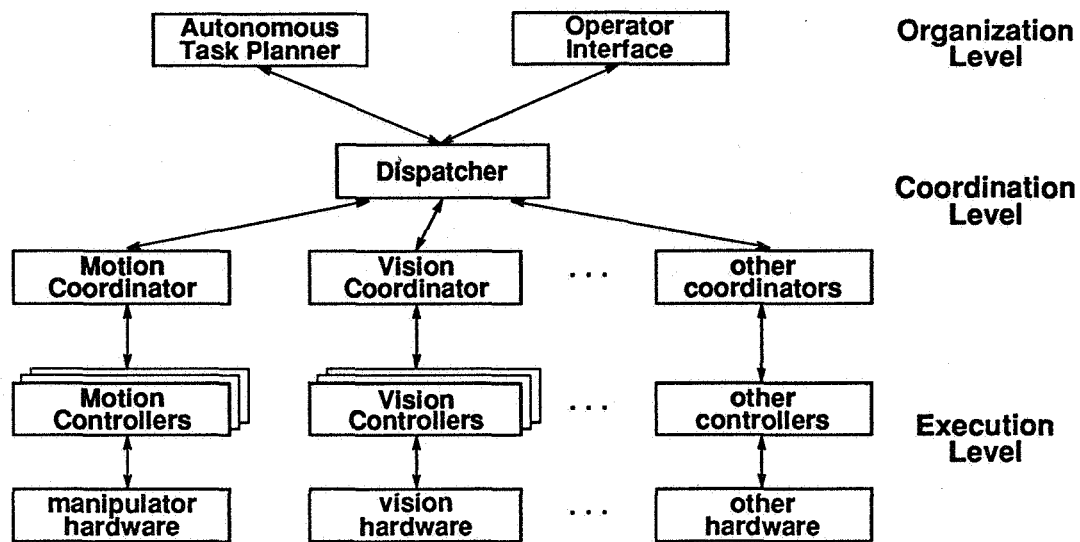 Autonomous
Task Planner
Operator
Interface
Organization
Level
Dispatcher
Coordination
Level
Motion
Coordinator
Vision
Coordinator
. . .
other
coordinators
Motion
Controllers
Vision
Controllers
. . .
other
controllers
Execution
Level
manipulator
hardware
vision
hardware
. . .
other
hardware